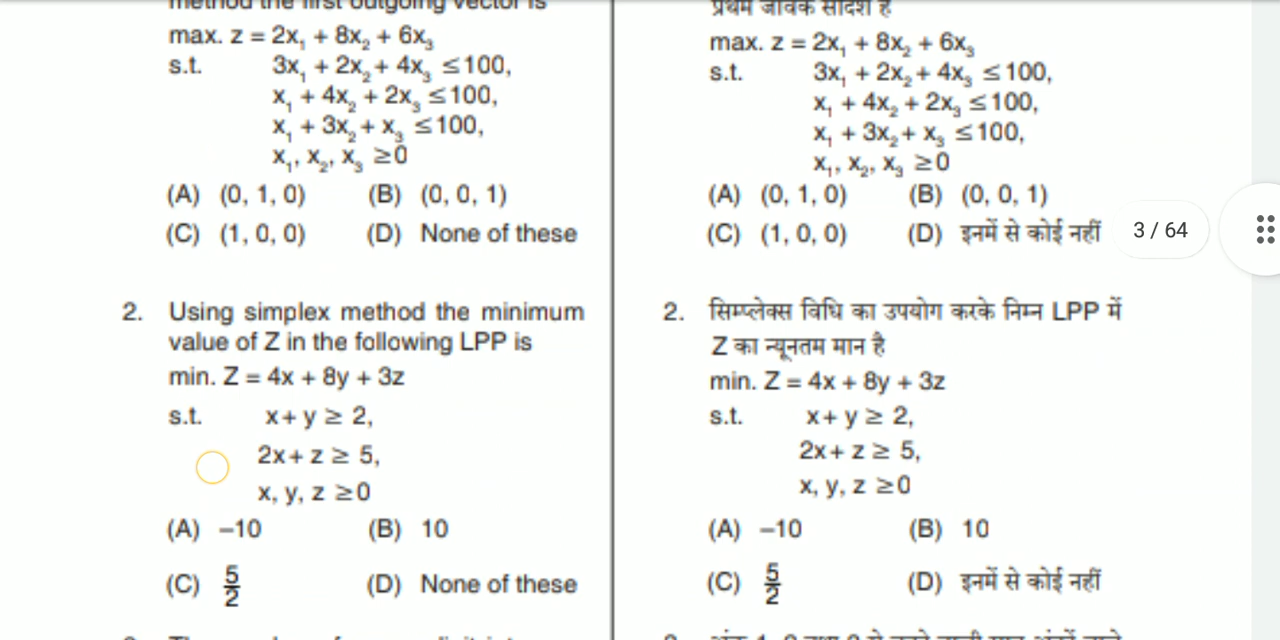 method the first outgoing vector is
max. z = 2x₁ + 8x₂ + 6x₃
s.t. 3x₁ + 2x₂ + 4x₃ ≤100,
x₁ + 4x₂ + 2x₃ ≤100,
x₁ + 3x₂ + x₃ ≤100,
x₁, x₂, x₃ ≥0
(A) (0, 1, 0) (B) (0, 0, 1)
(C) (1, 0, 0) (D) None of these
2. Using simplex method the minimum
value of Z in the following LPP is
min. Z = 4x + 8y + 3z
s.t. x+ y ≥ 2,
2x+ z ≥ 5,
x, y, z ≥0
(A) –10 (B) 10
(C) 5/2 (D) None of these
प्रथम जावक सदिश है
max. z = 2x₁ + 8x₂ + 6x₃
s.t. 3x₁ + 2x₂ + 4x₃ ≤100,
x₁ + 4x₂ + 2x₃ ≤100,
x₁ + 3x₂+ x₃ ≤100,
x₁, x₂, x₃ ≥0
(A) (0, 1, 0) (B) (0, 0, 1)
(C) (1, 0, 0) (D) इनमें से कोई नहीं
2. सिम्प्लेक्स विधि का उपयोग करके निम्न LPP में
Z का न्यूनतम मान है
min. Z = 4x + 8y + 3z
s.t. x+ y ≥ 2,
2x+ z ≥ 5,
x, y, z ≥0
(A) –10 (B) 10
(C) 5/2 (D) इनमें से कोई नहीं
3 / 64